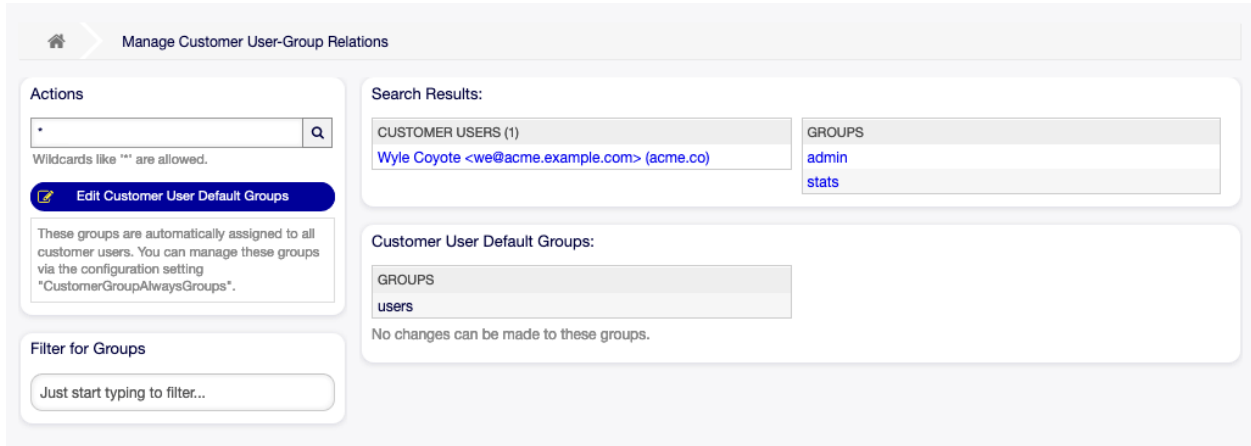 Manage Customer User-Group Relations
Actions
*
Wildcards like '*' are allowed.
Edit Customer User Default Groups
These groups are automatically assigned to all
customer users. You can manage these groups
via the configuration setting
"CustomerGroupAlwaysGroups".
Filter for Groups
Just start typing to filter...
Search Results:
CUSTOMER USERS (1)
Wyle Coyote <we@acme.example.com> (acme.co)
GROUPS
admin
stats
Customer User Default Groups:
GROUPS
users
No changes can be made to these groups.